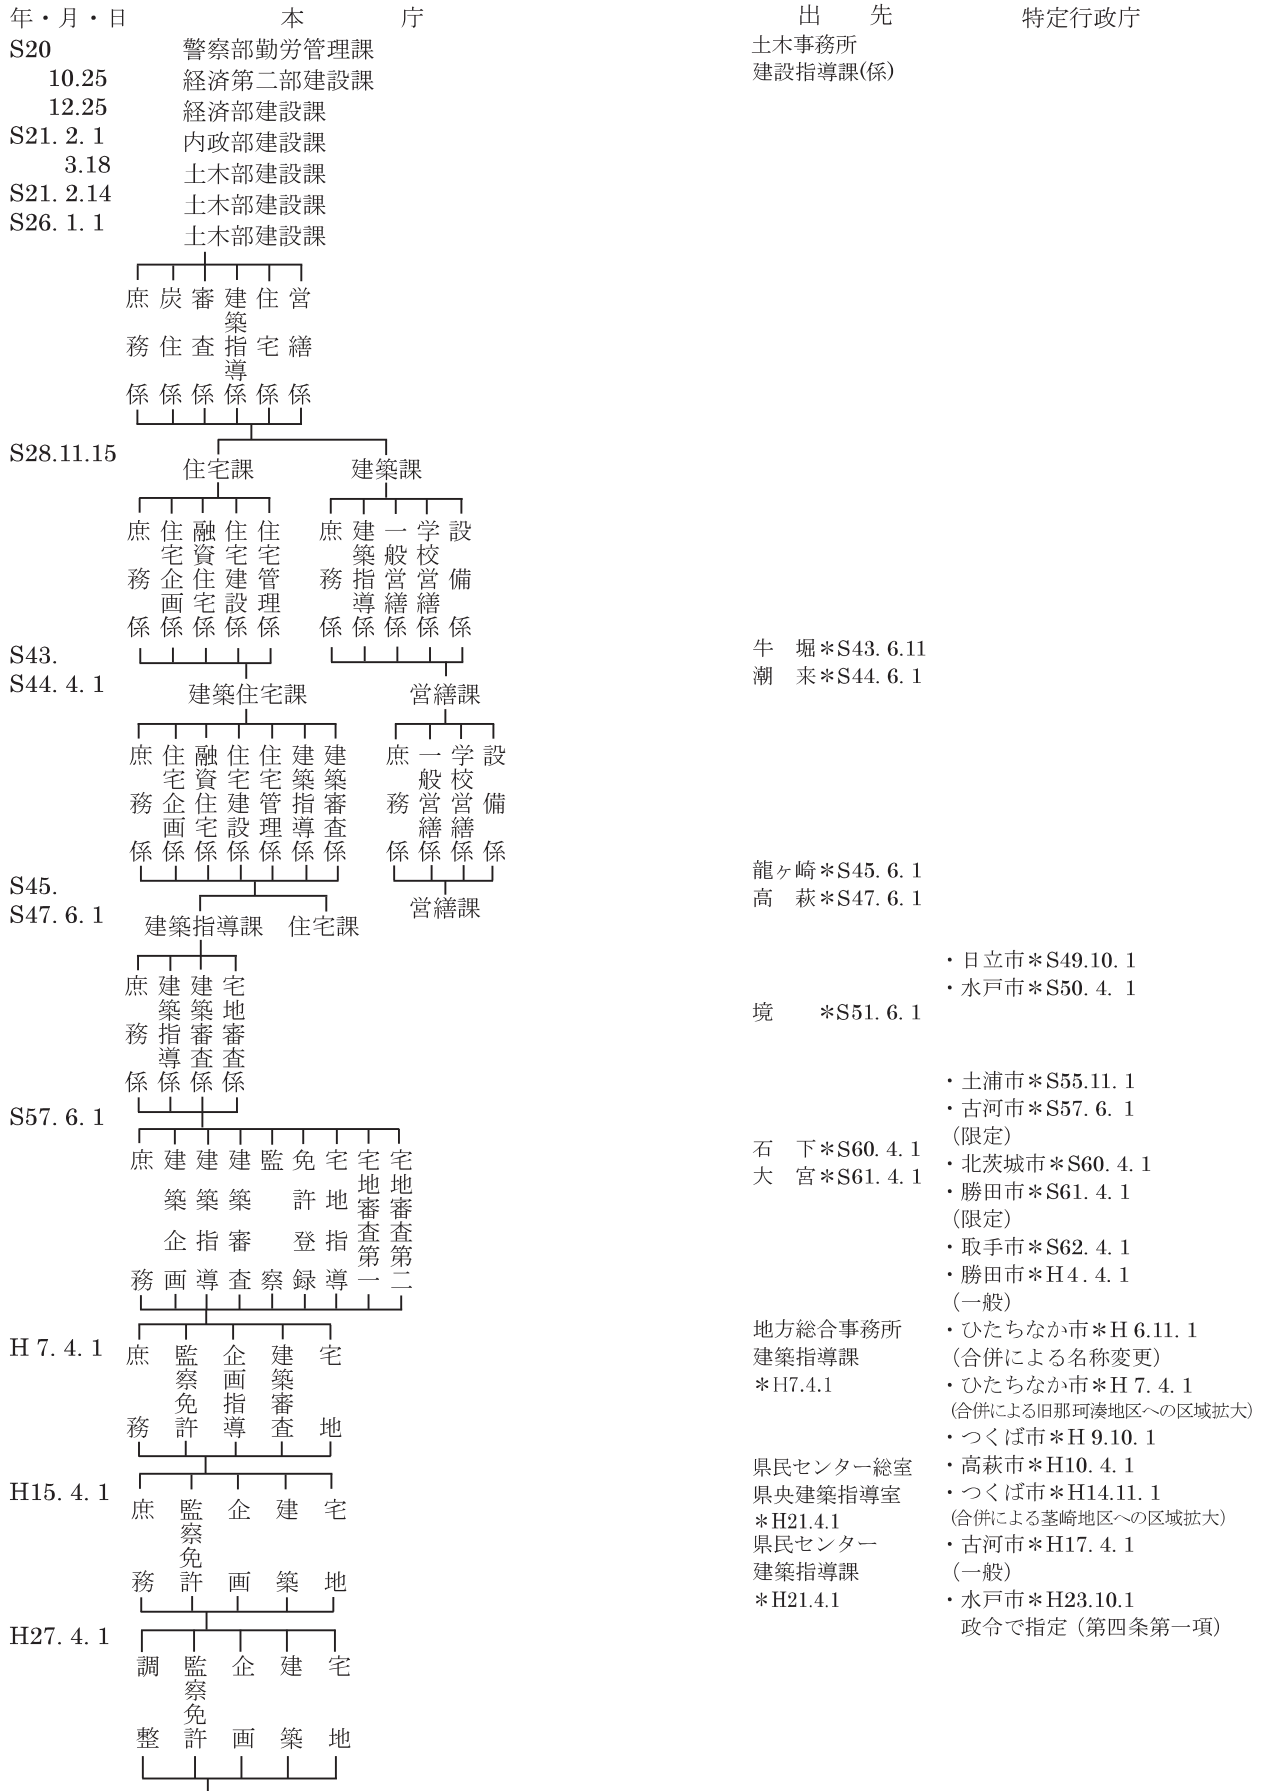 年・月・日　本　庁　出　先　特定行政庁
S20　警察部勤労管理課　土木事務所
10.25　経済第二部建設課　建設指導課(係)
12.25　経済部建設課
S21. 2. 1　内政部建設課
3.18　土木部建設課
S21. 2.14　土木部建設課
S26. 1. 1　土木部建設課
庶務係　炭住係　審査係　建築指導係　住宅係　営繕係
S28.11.15　住宅課　建築課
庶務係　住宅企画係　融資住宅係　住宅建設係　住宅管理係　庶務係　建築指導係　一般営繕係　学校営繕係　設備係
S43.　牛　堀＊S43. 6.11
S44. 4. 1　建築住宅課　営繕課　潮　来＊S44. 6. 1
庶務係　住宅企画係　融資住宅係　住宅建設係　住宅管理係　建築指導係　建築審査係　庶務係　一般営繕係　学校営繕係　設備係
S45.　龍ヶ崎＊S45. 6. 1
S47. 6. 1　建築指導課　住宅課　営繕課　高　萩＊S47. 6. 1
庶務係　建築指導係　建築審査係　宅地審査係
・日立市＊S49.10. 1
・水戸市＊S50. 4. 1
境　　＊S51. 6. 1
・土浦市＊S55.11. 1
S57. 6. 1　・古河市＊S57. 6. 1
(限定)
庶務　建築企画　建築指導　建築審査　監察　免許登録　宅地指導　宅地審査第一　宅地審査第二
石　下＊S60. 4. 1
大　宮＊S61. 4. 1
・北茨城市＊S60. 4. 1
・勝田市＊S61. 4. 1
(限定)
・取手市＊S62. 4. 1
・勝田市＊H 4. 4. 1
(一般)
H 7. 4. 1　庶務　監察免許　企画指導　建築審査　宅地
地方総合事務所
建築指導課
＊H7.4.1
・ひたちなか市＊H 6.11. 1
(合併による名称変更)
・ひたちなか市＊H 7. 4. 1
(合併による旧那珂湊地区への区域拡大)
・つくば市＊H 9.10. 1
H15. 4. 1　庶務　監察免許　企画　建築　宅地
県民センター総室
県央建築指導室
＊H21.4.1
県民センター
建築指導課
＊H21.4.1
・高萩市＊H10. 4. 1
・つくば市＊H14.11. 1
(合併による茎崎地区への区域拡大)
・古河市＊H17. 4. 1
(一般)
・水戸市＊H23.10.1
政令で指定（第四条第一項）
H27. 4. 1　調整　監察免許　企画　建築　宅地